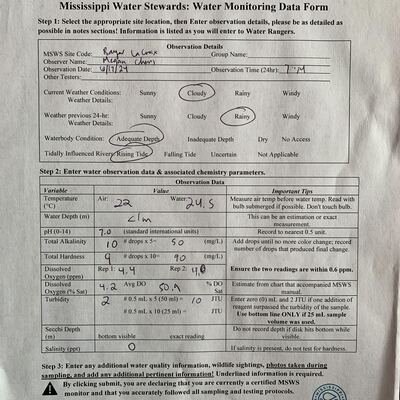 Mississippi Water Stewards: Water Monitoring Data Form
Step 1: Select the appropriate site location, then Enter observation details, please be as detailed as
possible in notes sections! Information is listed as you will enter to Water Rangers.
Observation Details
MSWS Site Code: Group Name:
Observer Name: Megan
Observation Date: 6/17/24 Observation Time (24hr):
Other Testers:
Current Weather Conditions: Sunny Cloudy Rainy Windy
Weather Details:
Weather previous 24-hr: Sunny Cloudy Rainy Windy
Weather Details:
Waterbody Condition: Adequate Depth Inadequate Depth Dry No Access
Tidally Influenced River: Rising Tide Falling Tide Uncertain Not Applicable
Step 2: Enter water observation data & associated chemistry parameters.
Observation Data
Variable Value Important Tips
Temperature (°C) Air: 22 Water: 24.5 Measure air temp before water temp. Read with bulb submerged if possible. Don't touch bulb.
Water Depth (m) <1m This can be an estimation or exact measurement.
pH (0-14) 7.0 (standard international units) Record to nearest 0.5 unit.
Total Alkalinity 10 # drops x 5= 50 (mg/L) Add drops until no more color change; record number of drops that produced final change.
Total Hardness 9 # drops x 10= 90 (mg/L)
Dissolved Oxygen (ppm) Rep 1: 4.4 Rep 2: 4.0 Ensure the two readings are within 0.6 ppm.
Dissolved Oxygen (% Sat) 4.2 Avg DO 50.9 % DO Sat Estimate from chart that accompanied manual.
Turbidity 2 # 0.5 mL x 5 (50 ml) = 10 JTU Enter zero (0) mL and 2 JTU if one addition of reagent surpassed the turbidity of the sample.
# 0.5 mL x 10 (25 ml) = JTU Use bottom line ONLY if 25 mL sample volume was used.
Secchi Depth (m) bottom visible exact reading Do not record depth if disk hits bottom while visible.
Salinity (ppt) 0 If salinity is present, do not test for hardness.
Step 3: Enter any additional water quality information, wildlife sightings, photos taken during
sampling, and add any additional pertinent information! Underlined information is required.
By clicking submit, you are declaring that you are currently a certified MSWS
monitor and that you accurately followed all sampling and testing protocols.